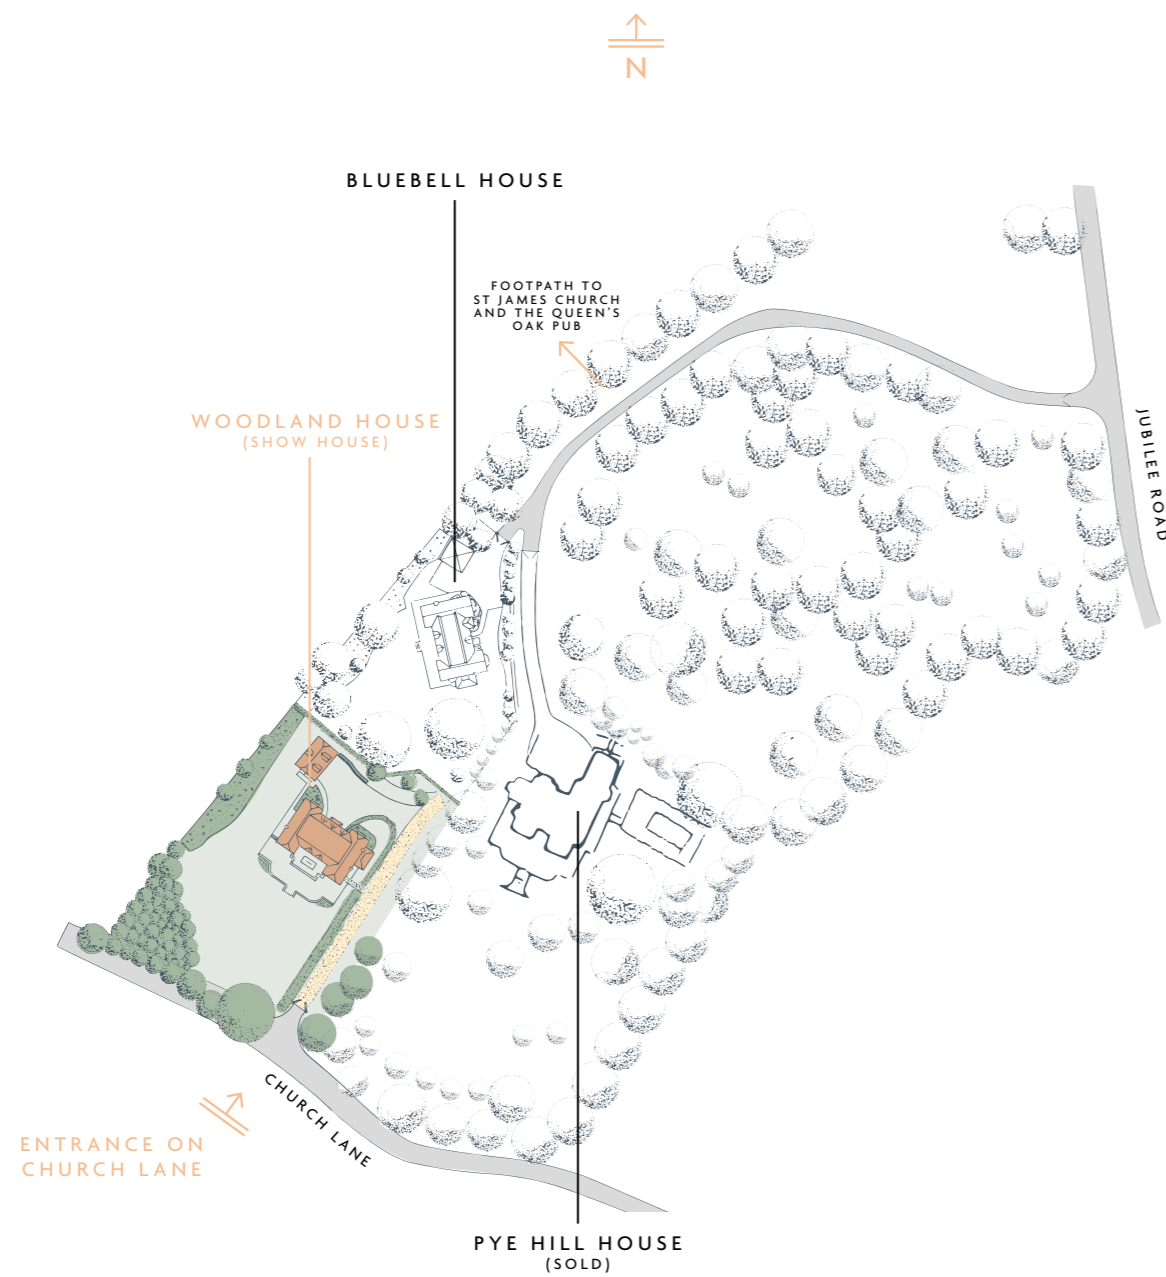 N
BLUEBELL HOUSE
FOOTPATH TO
ST JAMES CHURCH
AND THE QUEEN'S
OAK PUB
WOODLAND HOUSE
(SHOW HOUSE)
JUBILEE ROAD
CHURCH LANE
ENTRANCE ON
CHURCH LANE
PYE HILL HOUSE
(SOLD)